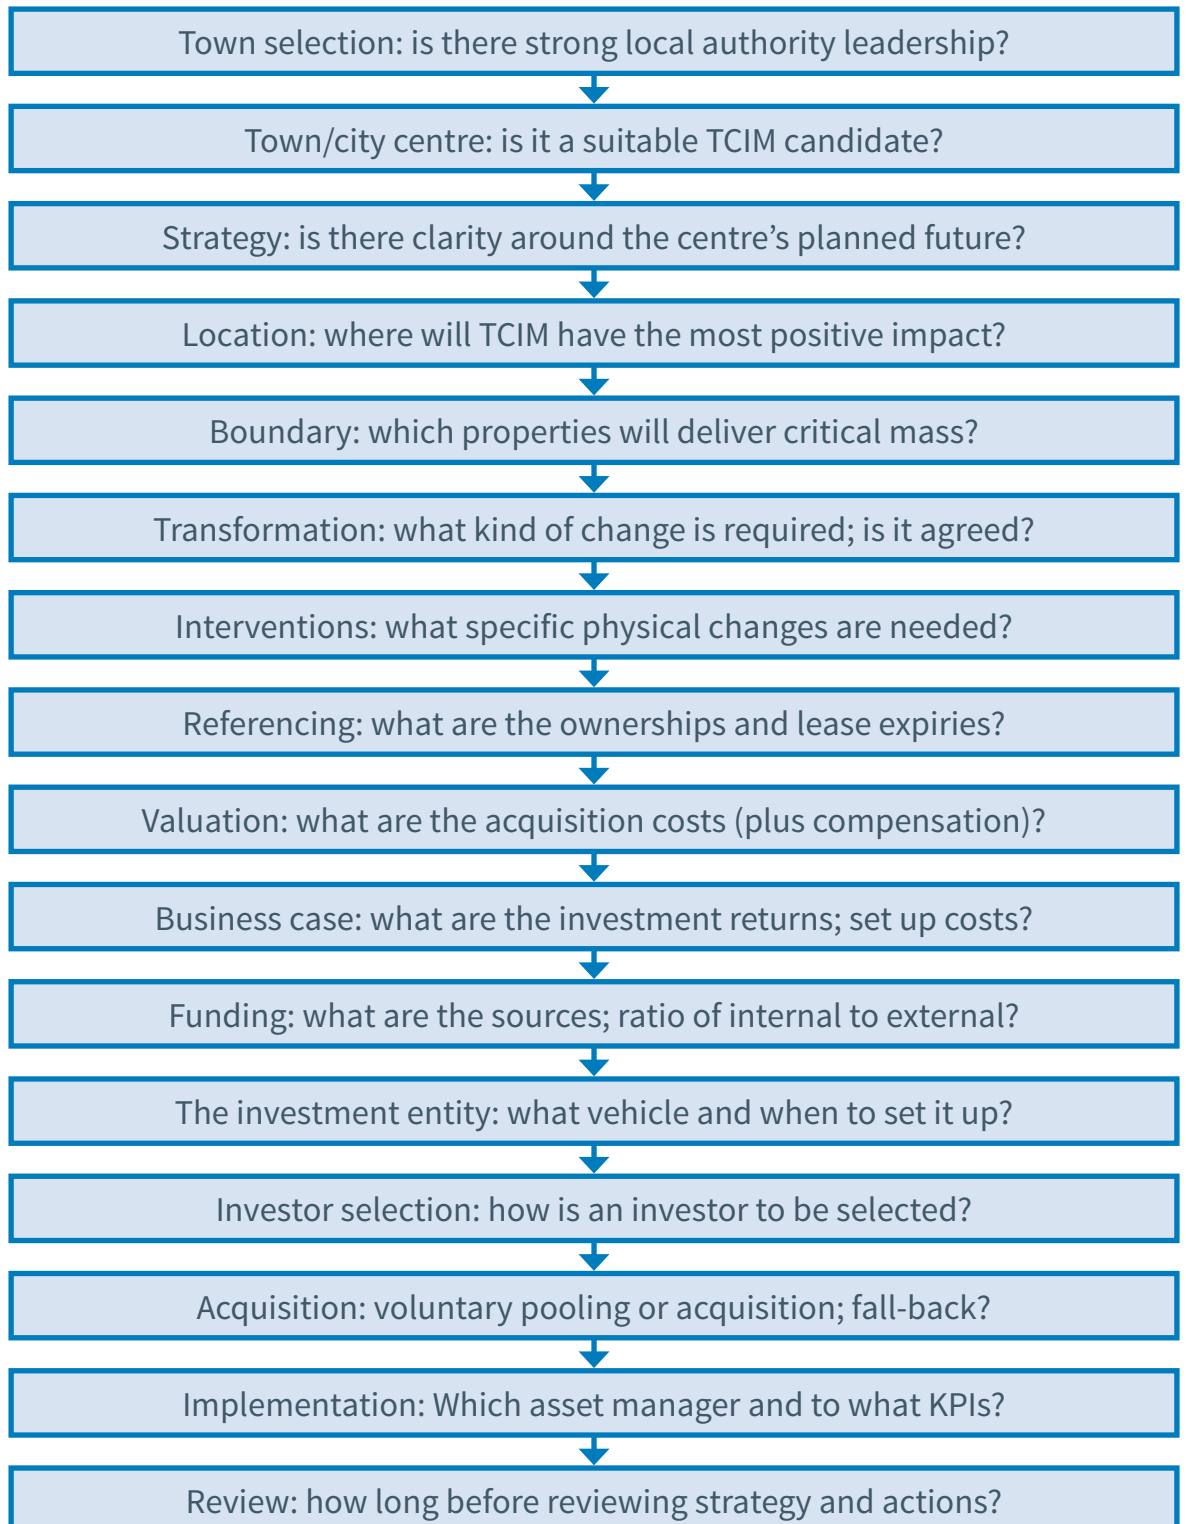 Town selection: is there strong local authority leadership?
Town/city centre: is it a suitable TCIM candidate?
Strategy: is there clarity around the centre’s planned future?
Location: where will TCIM have the most positive impact?
Boundary: which properties will deliver critical mass?
Transformation: what kind of change is required; is it agreed?
Interventions: what specific physical changes are needed?
Referencing: what are the ownerships and lease expiries?
Valuation: what are the acquisition costs (plus compensation)?
Business case: what are the investment returns; set up costs?
Funding: what are the sources; ratio of internal to external?
The investment entity: what vehicle and when to set it up?
Investor selection: how is an investor to be selected?
Acquisition: voluntary pooling or acquisition; fall-back?
Implementation: Which asset manager and to what KPIs?
Review: how long before reviewing strategy and actions?